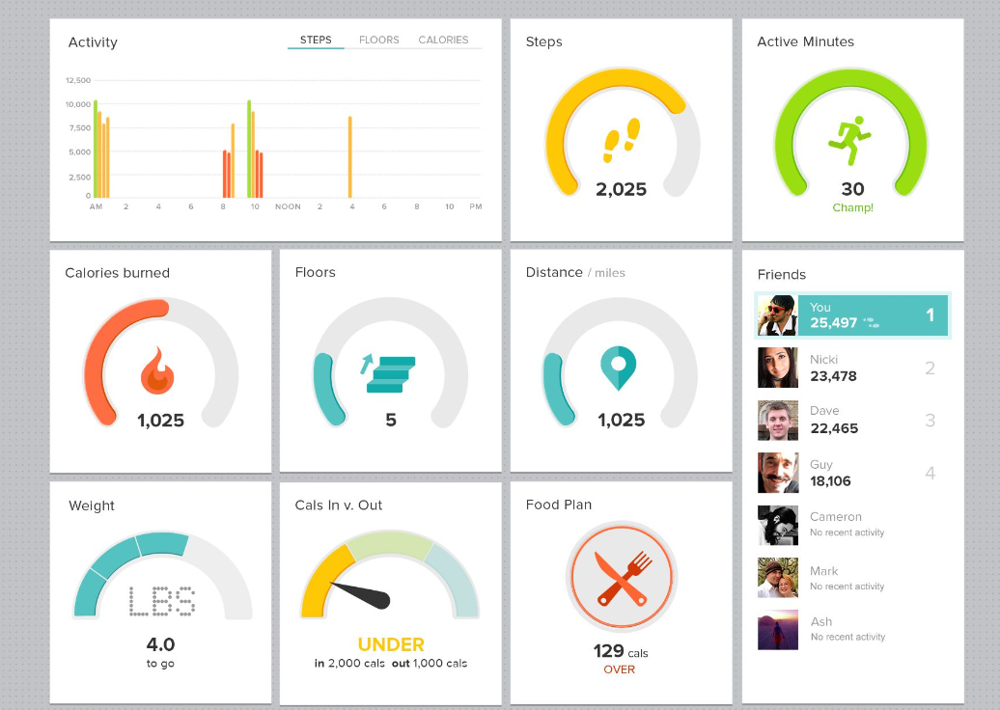 Activity
STEPS FLOORS CALORIES
12,500
10,000
7,500
5,000
2,500
0
AM 2 4 6 8 10 NOON 2 4 6 8 10 PM
Steps
2,025
Active Minutes
30
Champ!
Calories burned
1,025
Floors
5
Distance / miles
1,025
Friends
You
25,497
1
Nicki
23,478
2
Dave
22,465
3
Guy
18,106
4
Cameron
No recent activity
Mark
No recent activity
Ash
No recent activity
Weight
LBS
4.0
to go
Cals In v. Out
UNDER
in 2,000 cals out 1,000 cals
Food Plan
129 cals
OVER